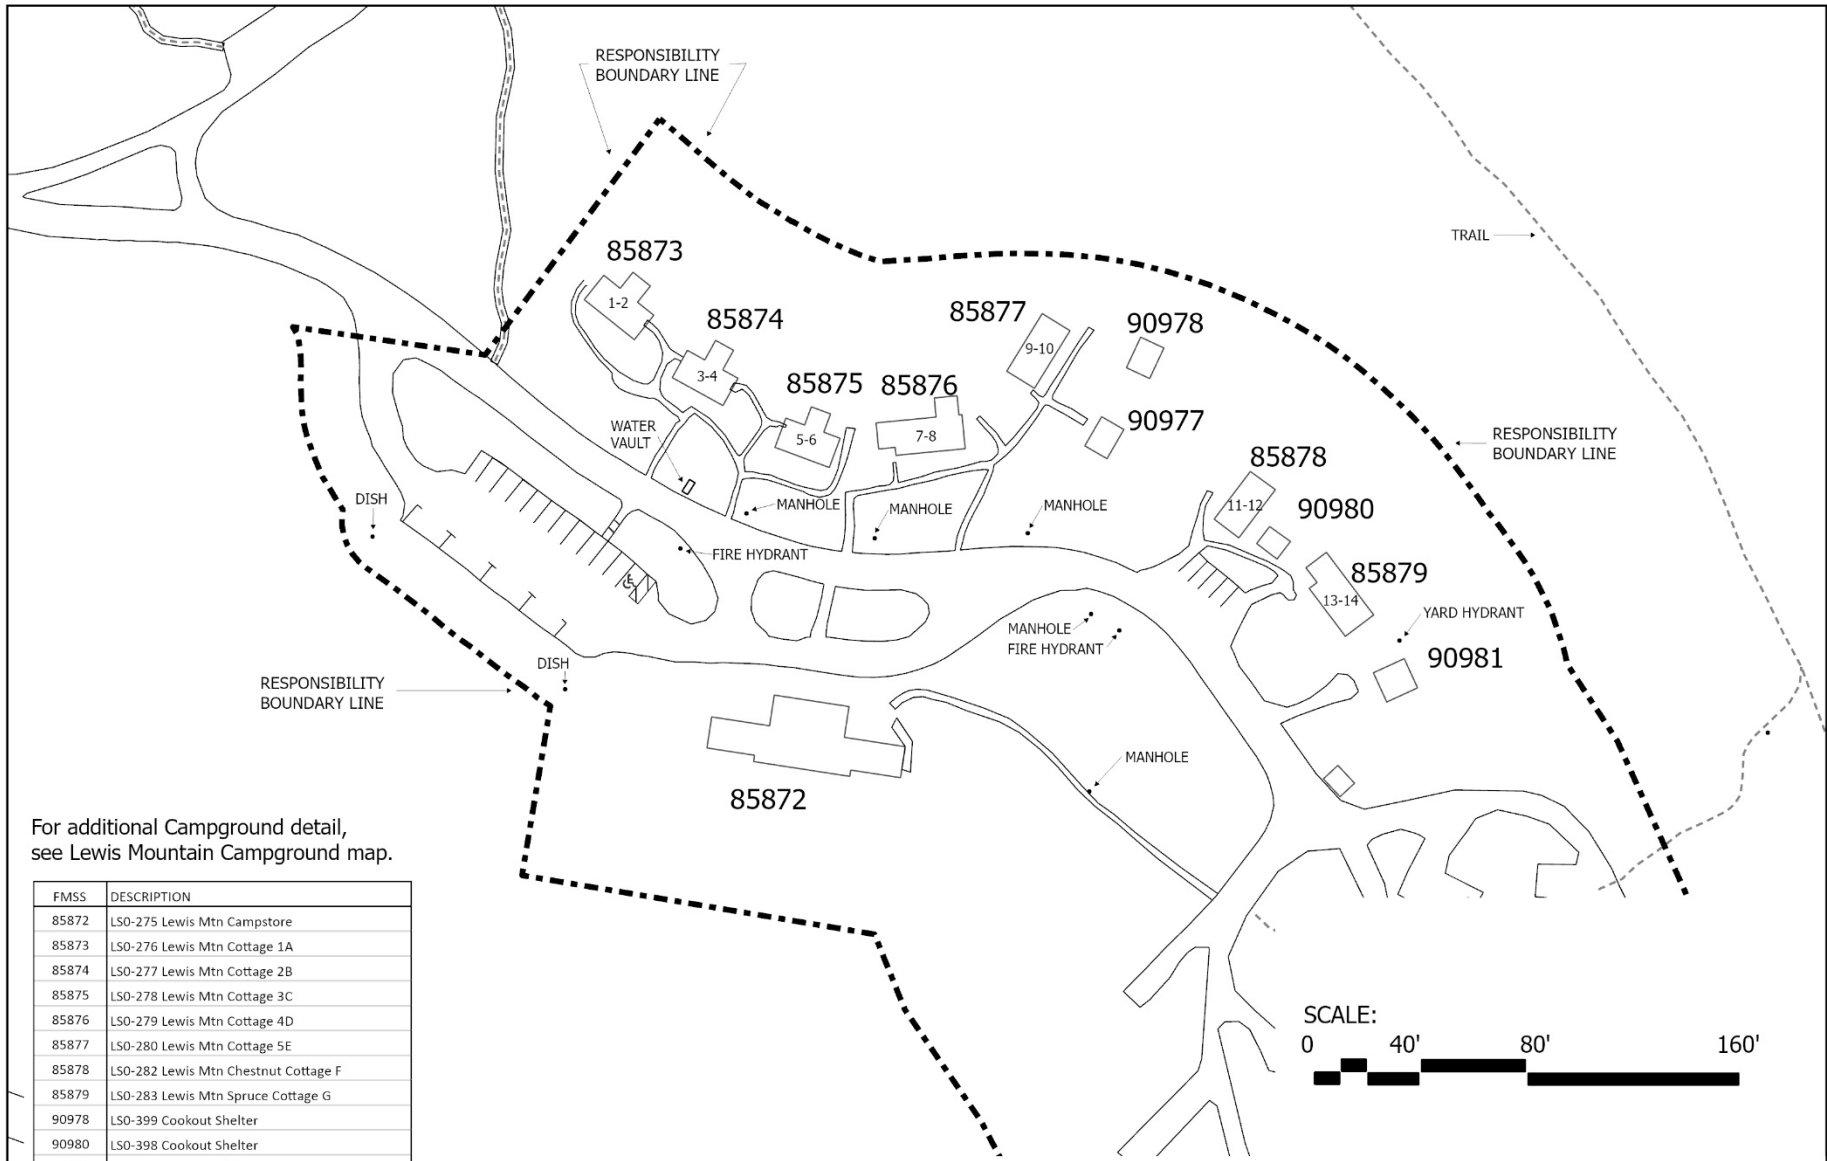 RESPONSIBILITY
BOUNDARY LINE
TRAIL
85873
1-2
85874
3-4
85875
5-6
85876
7-8
85877
9-10
90978
90977
WATER
VAULT
RESPONSIBILITY
BOUNDARY LINE
85878
11-12
90980
DISH
MANHOLE
MANHOLE
MANHOLE
FIRE HYDRANT
85879
13-14
YARD HYDRANT
MANHOLE
FIRE HYDRANT
90981
DISH
RESPONSIBILITY
BOUNDARY LINE
MANHOLE
85872
For additional Campground detail,
see Lewis Mountain Campground map.
FMSS DESCRIPTION
85872 LS0-275 Lewis Mtn Campstore
85873 LS0-276 Lewis Mtn Cottage 1A
85874 LS0-277 Lewis Mtn Cottage 2B
85875 LS0-278 Lewis Mtn Cottage 3C
85876 LS0-279 Lewis Mtn Cottage 4D
85877 LS0-280 Lewis Mtn Cottage 5E
85878 LS0-282 Lewis Mtn Chestnut Cottage F
85879 LS0-283 Lewis Mtn Spruce Cottage G
90978 LS0-399 Cookout Shelter
90980 LS0-398 Cookout Shelter
SCALE:
0 40' 80' 160'